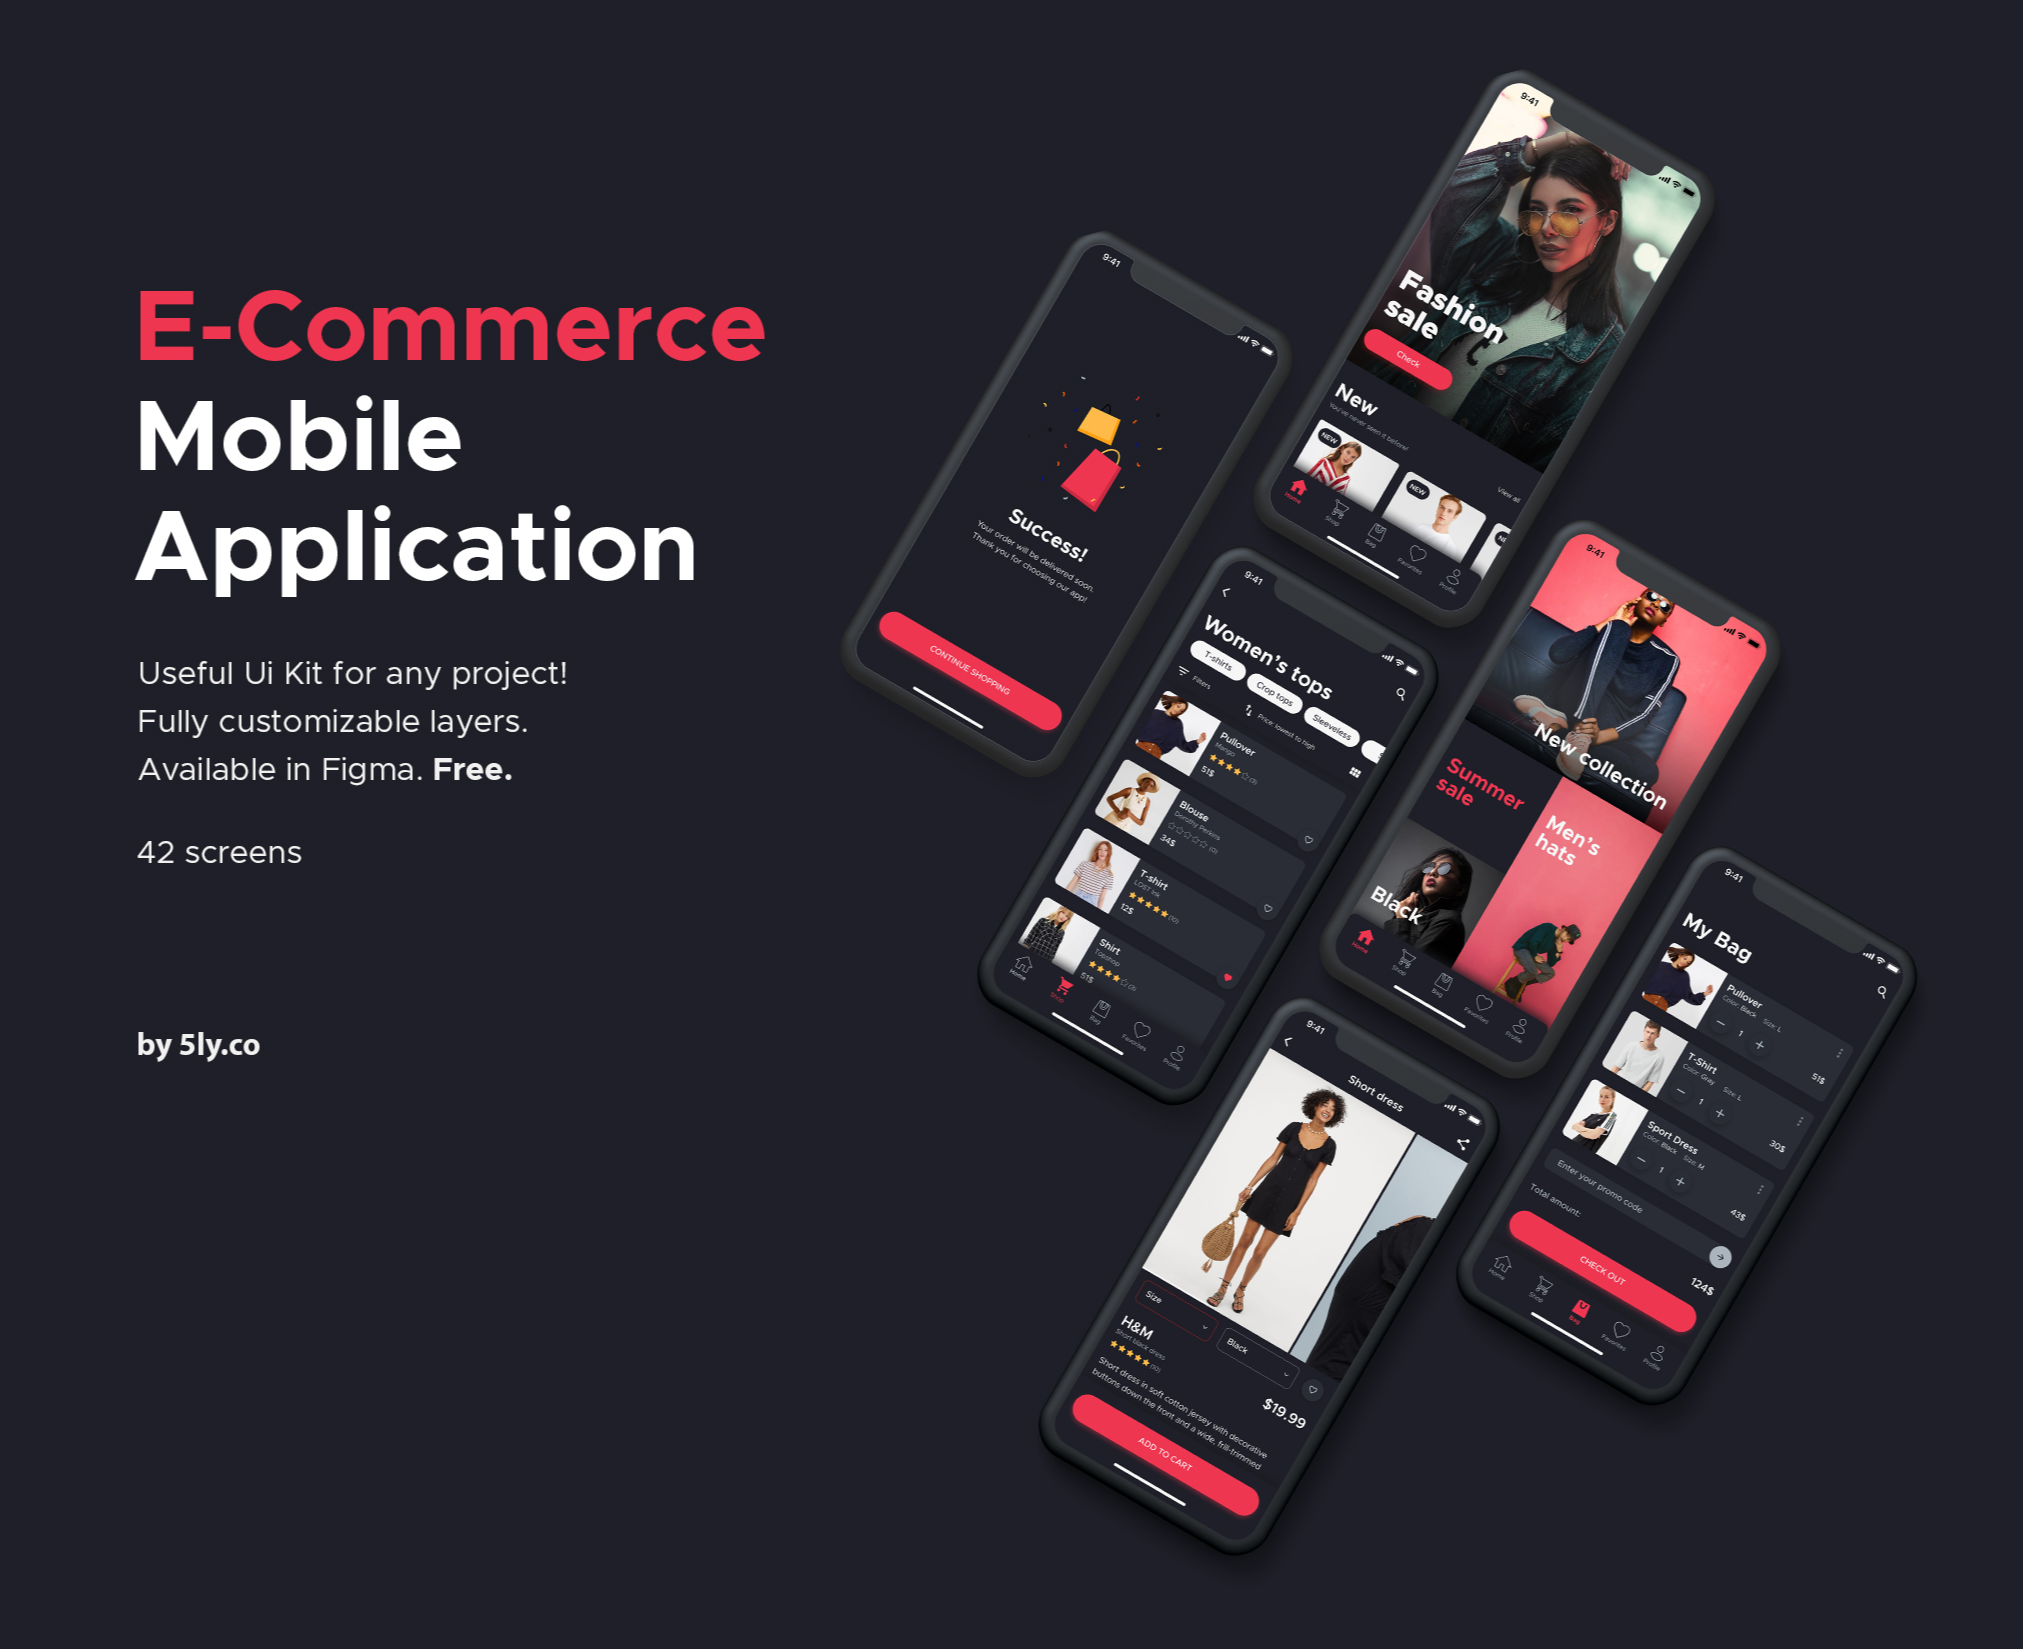 E-Commerce
Mobile
Application
Useful Ui Kit for any project!
Fully customizable layers.
Available in Figma. Free.
42 screens
by 5ly.co
9:41
Success!
Your order will be delivered soon.
Thank you for choosing our app!
CONTINUE SHOPPING
9:41
Fashion
sale
Check
New
You've never seen it before!
View all
NEW
NEW
Home
Shop
Bag
Favorites
Profile
9:41
Women's tops
T-shirts
Crop tops
Sleeveless
Filters
Price: lowest to high
Pullover
Mango
(3)
51$
Blouse
Dorothy Perkins
(0)
34$
T-shirt
LOST Ink
(10)
12$
Shirt
Topshop
(3)
51$
Home
Shop
Bag
Favorites
Profile
9:41
New collection
Summer
sale
Men's
hats
Black
Home
Shop
Bag
Favorites
Profile
9:41
My Bag
Pullover
Color: Black Size: L
1
51$
T-Shirt
Color: Gray Size: L
1
30$
Sport Dress
Color: Black Size: M
1
43$
Enter your promo code
Total amount:
124$
CHECK OUT
Home
Shop
Bag
Favorites
Profile
9:41
Short dress
Size
Black
H&M
$19.99
Short black dress
(10)
Short dress in soft cotton jersey with decorative
buttons down the front and a wide, frill-trimmed
ADD TO CART